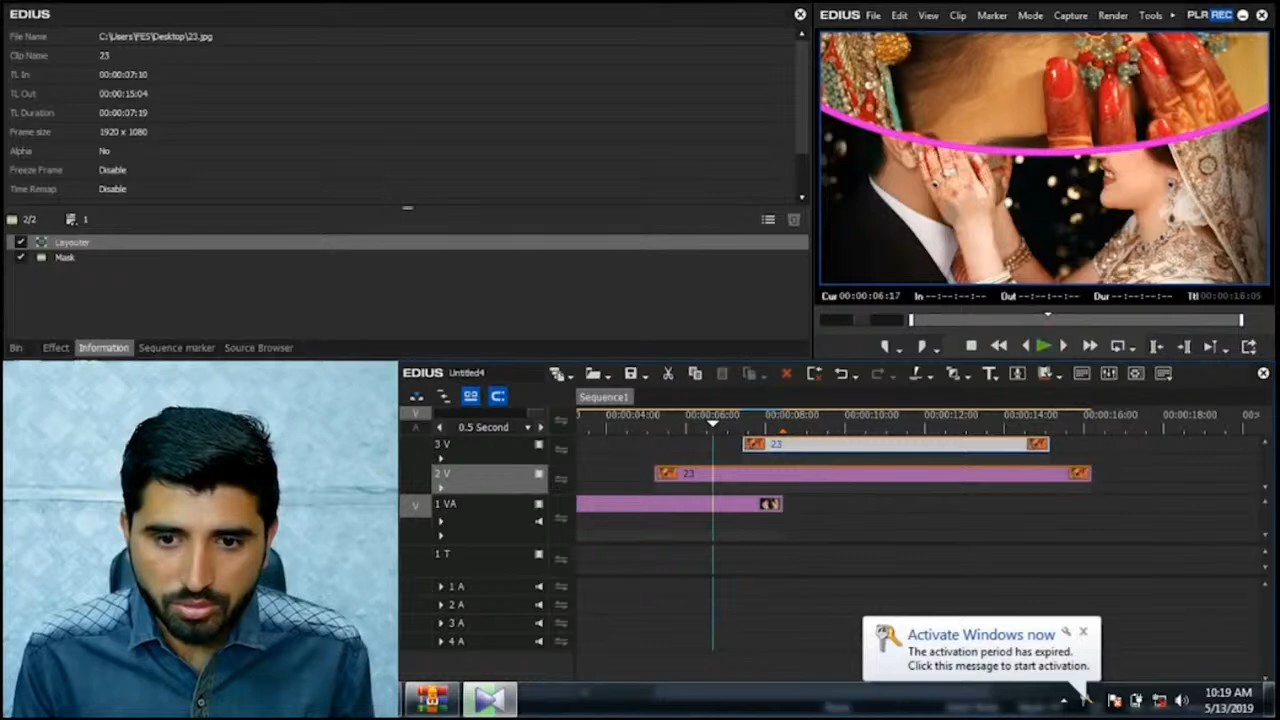 EDIUS
File Name C:\Users\FES\Desktop\23.jpg
Clip Name 23
TL In 00:00:07:10
TL Out 00:00:15:04
TL Duration 00:00:07:19
Frame size 1920 x 1080
Alpha No
Freeze Frame Disable
Time Remap Disable
2/2 1
Layouter
Mask
Bin Effect Information Sequence marker Source Browser
EDIUS File Edit View Clip Marker Mode Capture Render Tools PLR REC
Cur 00:00:06:17 In --:--:--:-- Out --:--:--:-- Dur --:--:--:-- Ttl 00:00:16:05
EDIUS Untitled4
Sequence1
V
A
0.5 Second
00:00:04:00 00:00:06:00 00:00:08:00 00:00:10:00 00:00:12:00 00:00:14:00 00:00:16:00 00:00:18:00
3 V 23
2 V 23
V 1 VA
1 T
1 A
2 A
3 A
4 A
Activate Windows now
The activation period has expired.
Click this message to start activation.
10:19 AM
5/13/2019